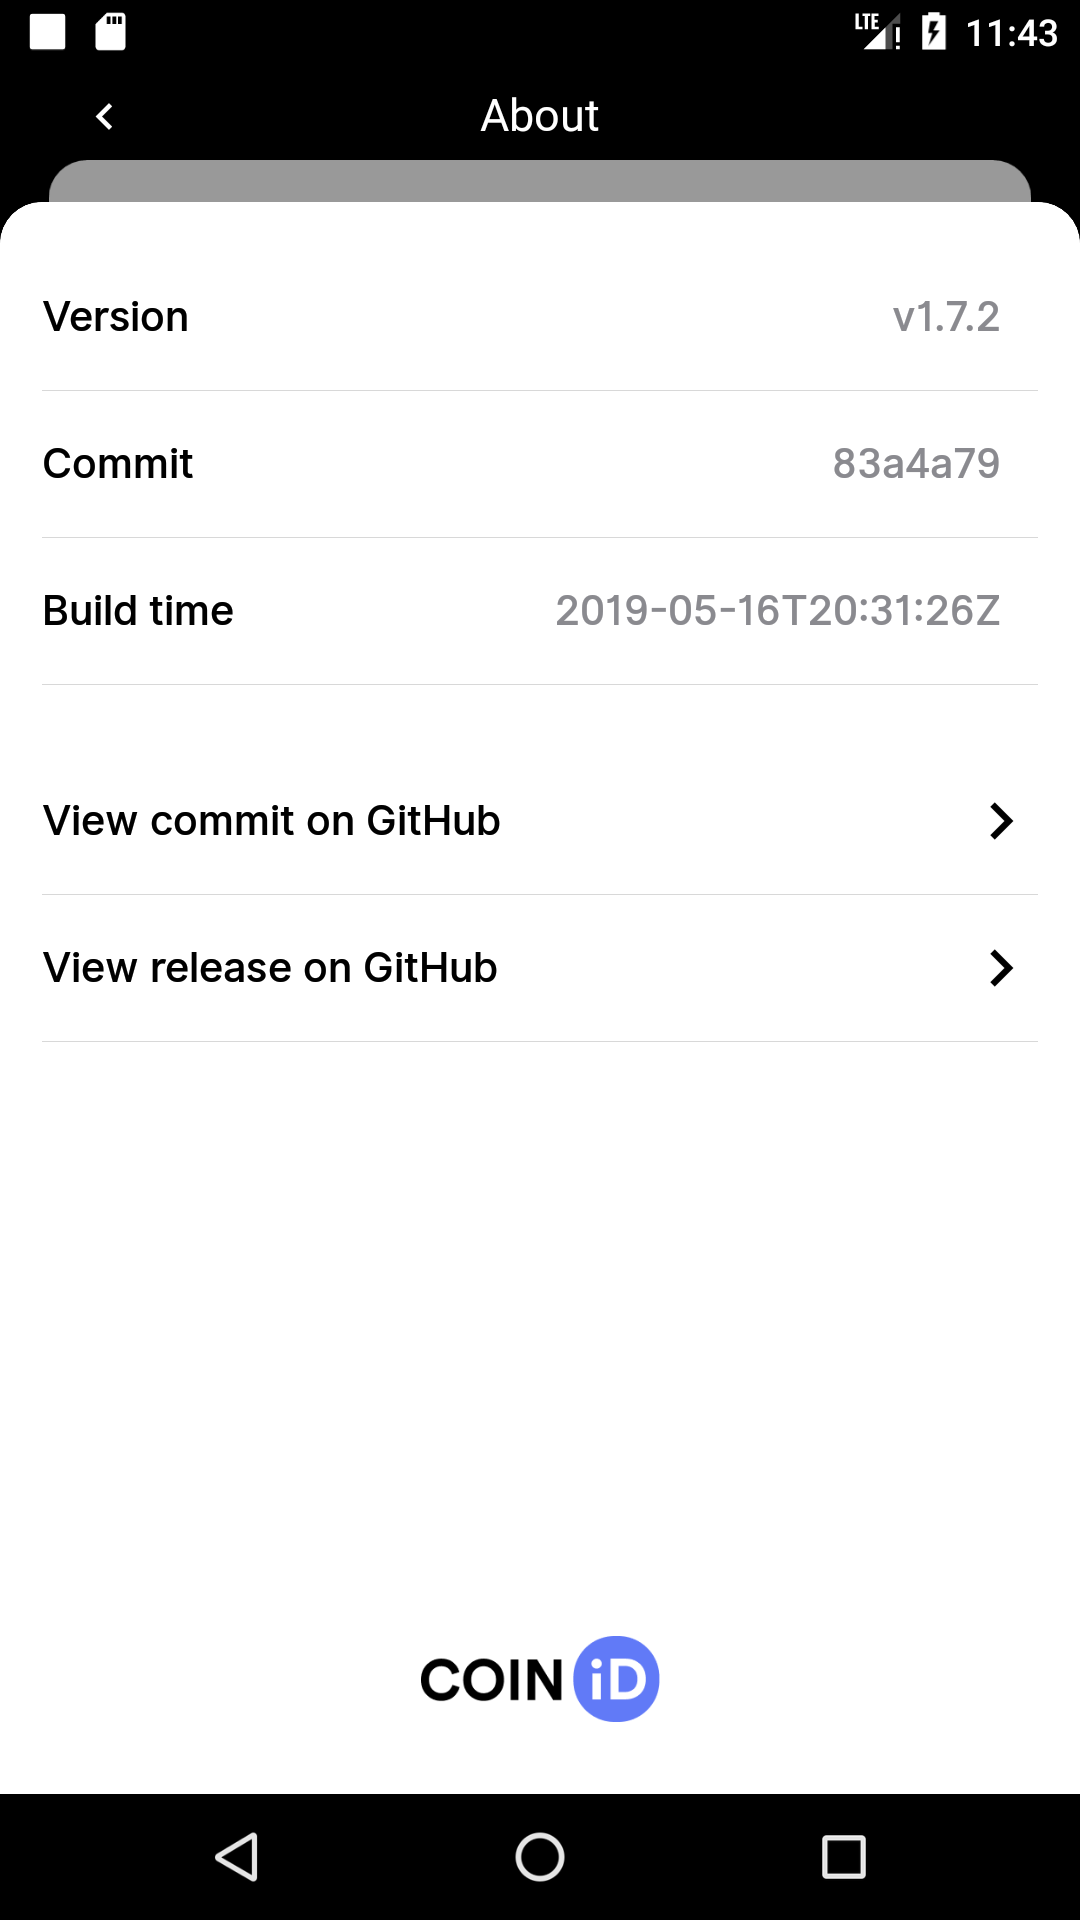 LTE 11:43
About
Version v1.7.2
Commit 83a4a79
Build time 2019-05-16T20:31:26Z
View commit on GitHub
View release on GitHub
COIN iD